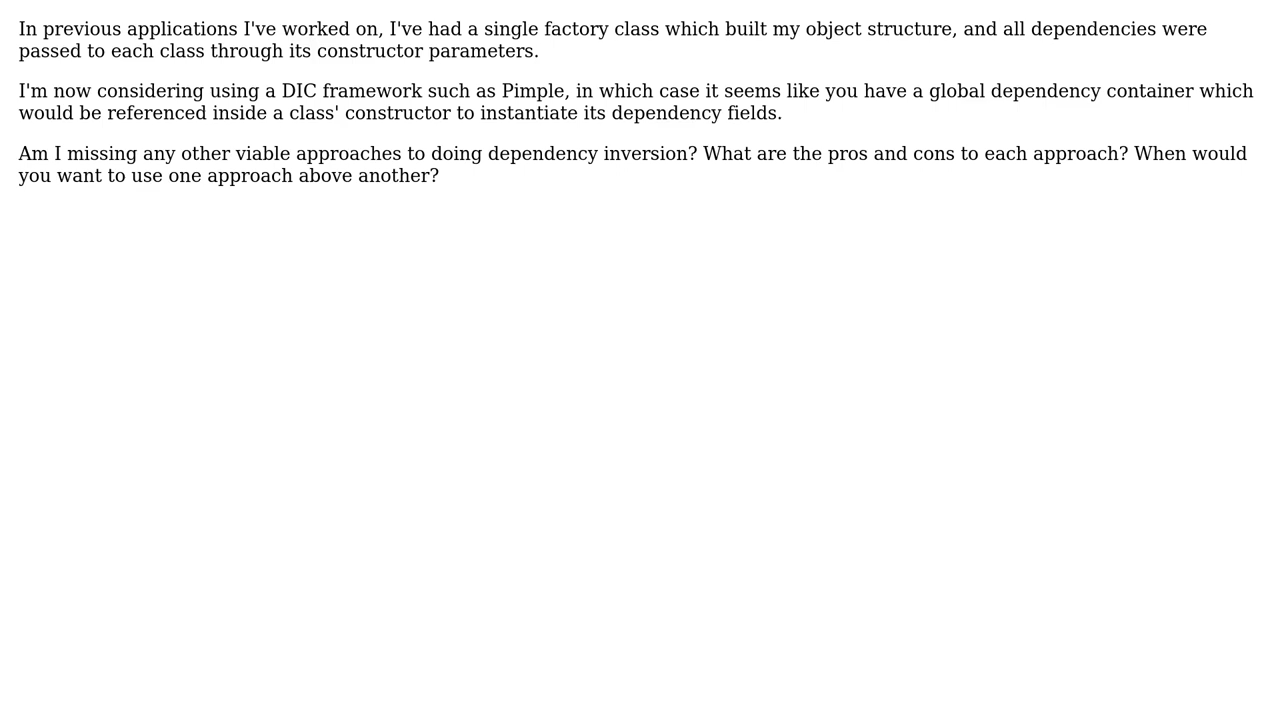 In previous applications I've worked on, I've had a single factory class which built my object structure, and all dependencies were
passed to each class through its constructor parameters.
I'm now considering using a DIC framework such as Pimple, in which case it seems like you have a global dependency container which
would be referenced inside a class' constructor to instantiate its dependency fields.
Am I missing any other viable approaches to doing dependency inversion? What are the pros and cons to each approach? When would
you want to use one approach above another?